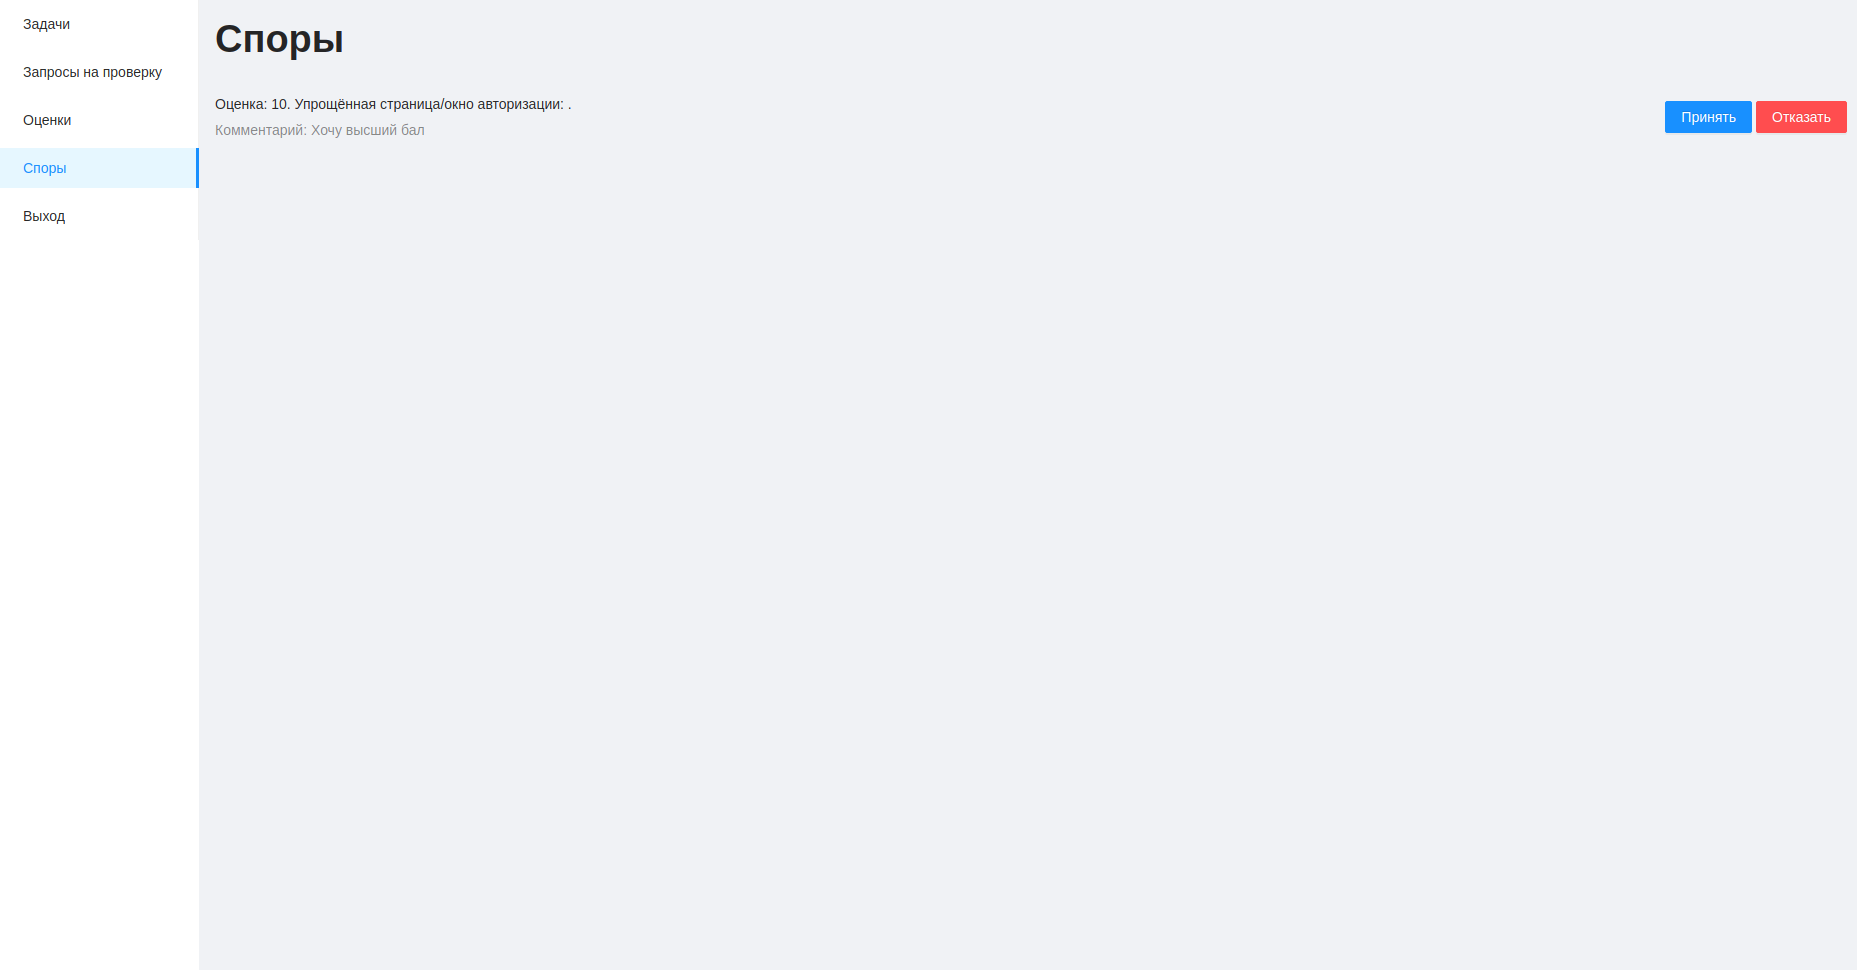 Задачи
Запросы на проверку
Оценки
Споры
Выход
Споры
Оценка: 10. Упрощённая страница/окно авторизации: .
Комментарий: Хочу высший бал
Принять
Отказать